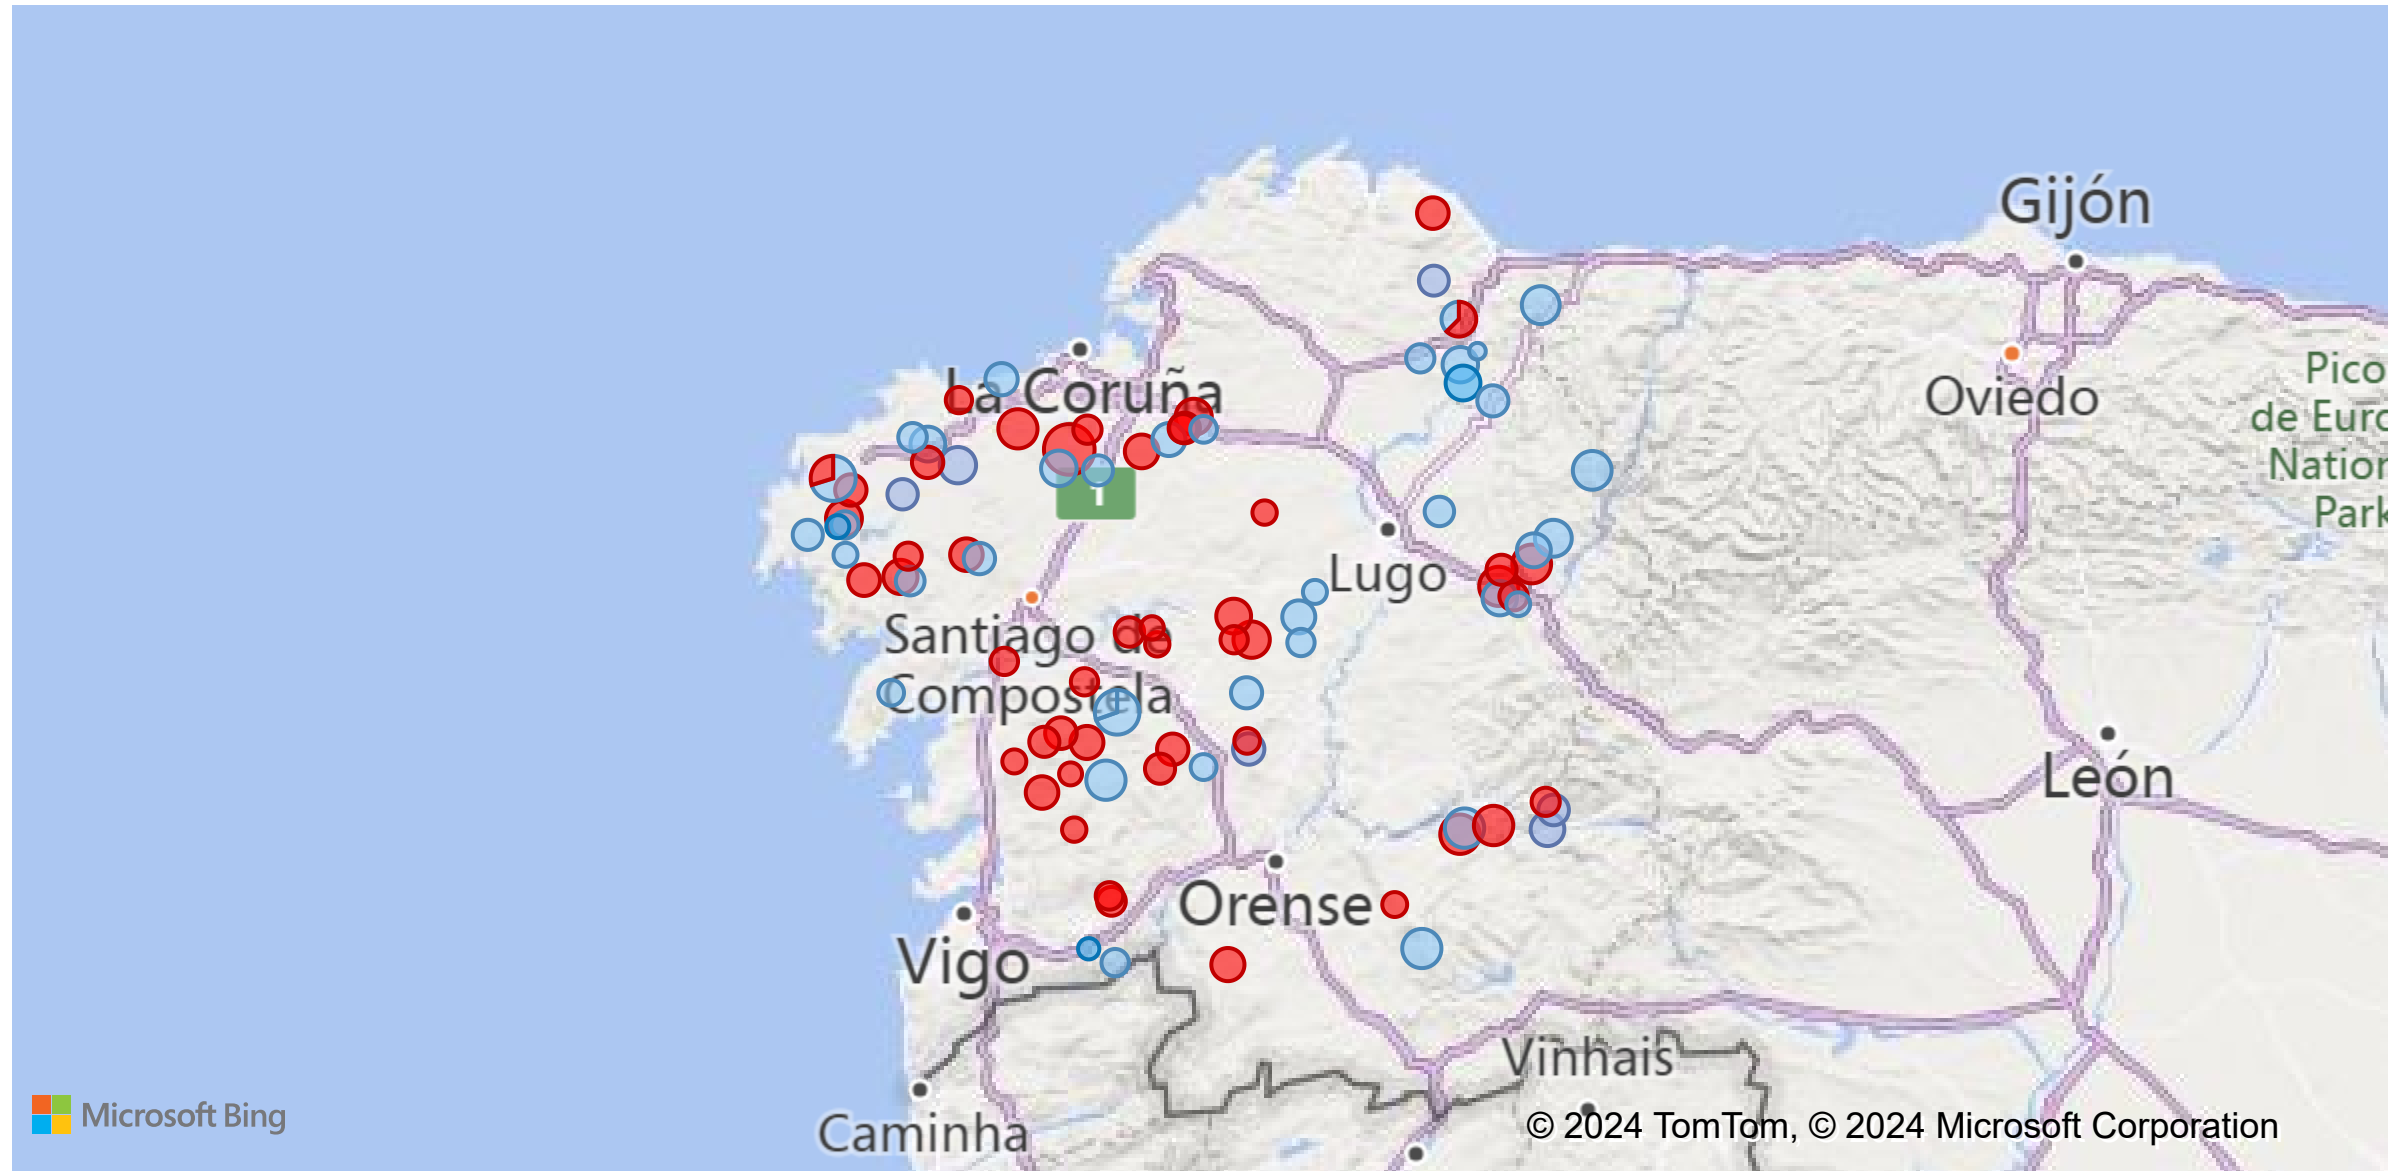 Gijón
Pico
de Euro
Nation
Park
Oviedo
La Coruña
1
Lugo
Santiago de
Compostela
León
Orense
Vigo
Vinhais
Caminha
Microsoft Bing
© 2024 TomTom, © 2024 Microsoft Corporation